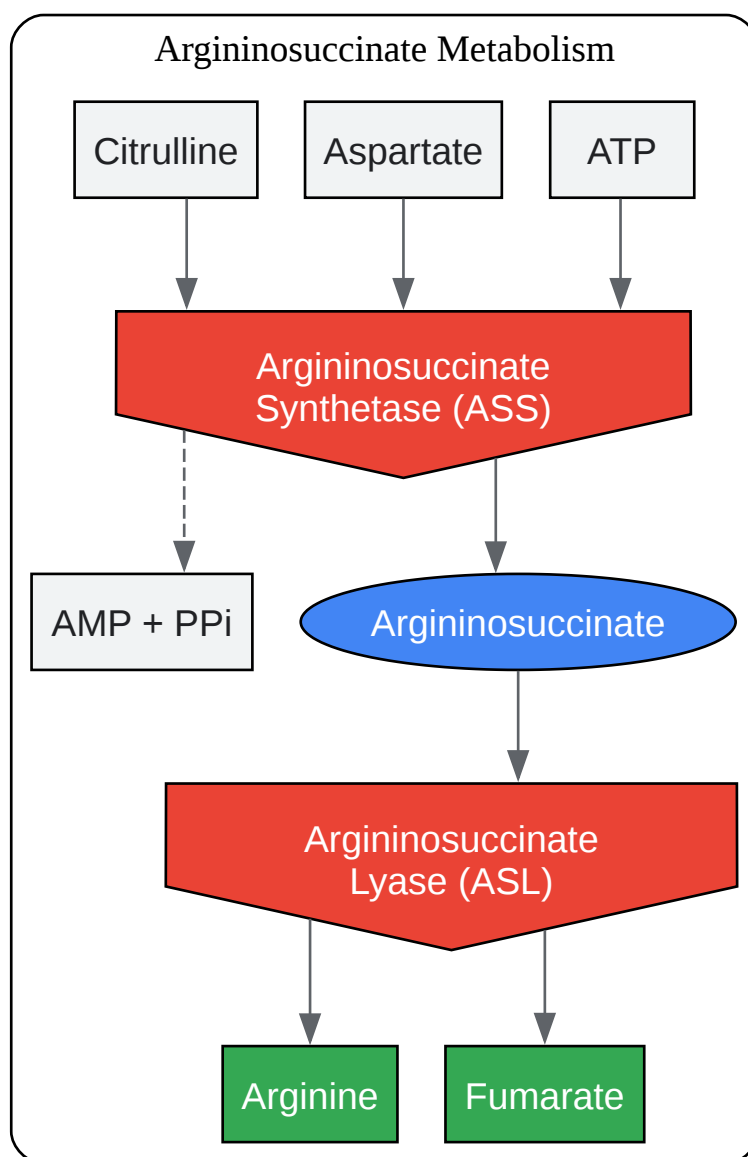 Argininosuccinate Metabolism
Citrulline
Aspartate
ATP
Argininosuccinate
Synthetase (ASS)
AMP + PPi
Argininosuccinate
Argininosuccinate
Lyase (ASL)
Arginine
Fumarate